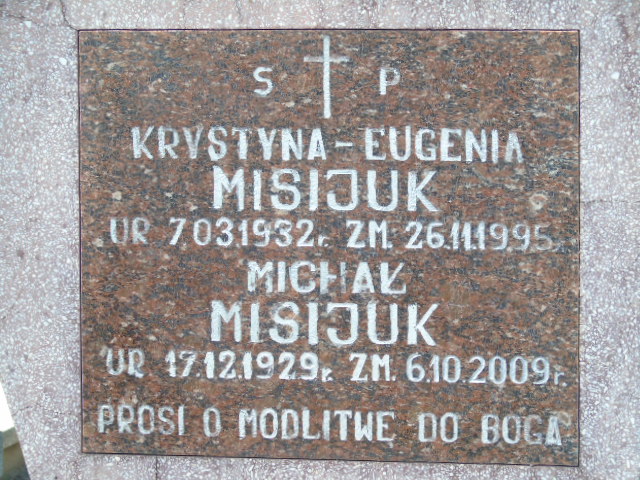 S P
KRYSTYNA-EUGENIA
MISIJUK
UR 7.03.1932r. ZM. 26.11.1995
MICHAŁ
MISIJUK
UR 17.12.1929r. ZM. 6.10.2009r.
PROSI O MODLITWĘ DO BOGA